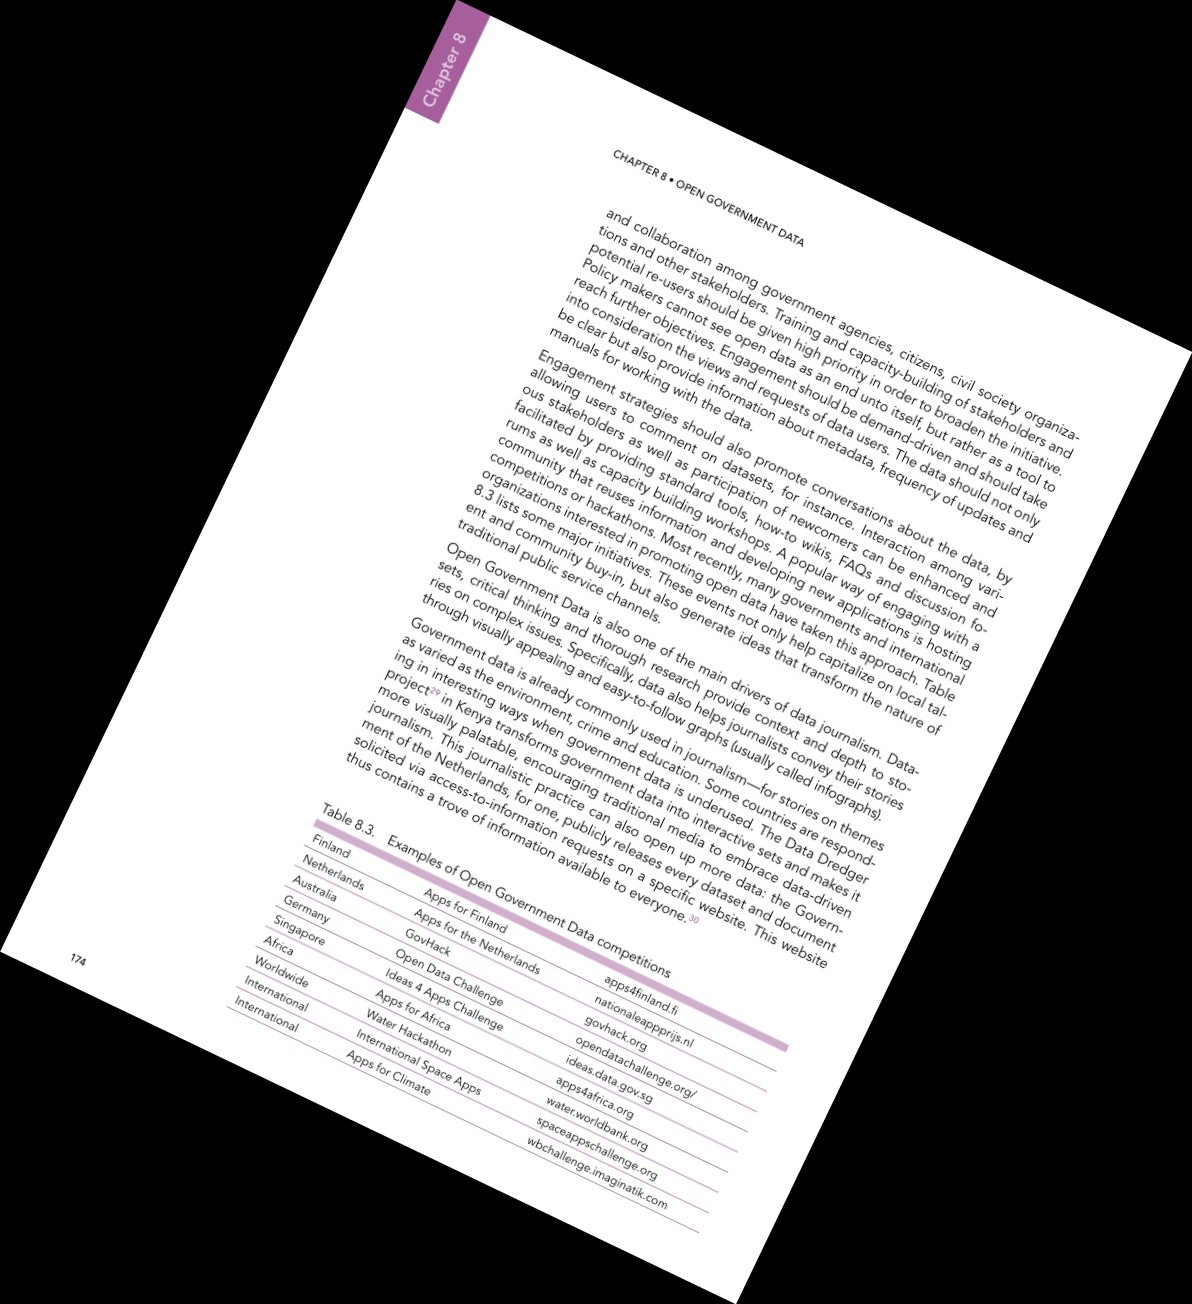 Chapter 8
CHAPTER 8 • OPEN GOVERNMENT DATA
and collaboration among government agencies, citizens, civil society organiza-
tions and other stakeholders. Training and capacity-building of stakeholders and
potential re-users should be given high priority in order to broaden the initiative.
Policy makers cannot see open data as an end unto itself, but rather as a tool to
reach further objectives. Engagement should be demand-driven and should take
into consideration the views and requests of data users. The data should not only
be clear but also provide information about metadata, frequency of updates and
manuals for working with the data.
Engagement strategies should also promote conversations about the data, by
allowing users to comment on datasets, for instance. Interaction among vari-
ous stakeholders as well as participation of newcomers can be enhanced and
facilitated by providing standard tools, how-to wikis, FAQs and discussion fo-
rums as well as capacity building workshops. A popular way of engaging with a
community that reuses information and developing new applications is hosting
competitions or hackathons. Most recently, many governments and international
organizations interested in promoting open data have taken this approach. Table
8.3 lists some major initiatives. These events not only help capitalize on local tal-
ent and community buy-in, but also generate ideas that transform the nature of
traditional public service channels.
Open Government Data is also one of the main drivers of data journalism. Data-
sets, critical thinking and thorough research provide context and depth to sto-
ries on complex issues. Specifically, data also helps journalists convey their stories
through visually appealing and easy-to-follow graphs (usually called infographs).
Government data is already commonly used in journalism—for stories on themes
as varied as the environment, crime and education. Some countries are respond-
ing in interesting ways when government data is underused. The Data Dredger
project29 in Kenya transforms government data into interactive sets and makes it
more visually palatable, encouraging traditional media to embrace data-driven
journalism. This journalistic practice can also open up more data: the Govern-
ment of the Netherlands, for one, publicly releases every dataset and document
solicited via access-to-information requests on a specific website. This website
thus contains a trove of information available to everyone.30
Table 8.3. Examples of Open Government Data competitions
Finland Apps for Finland apps4finland.fi
Netherlands Apps for the Netherlands nationaleappprijs.nl
Australia GovHack govhack.org
Germany Open Data Challenge opendatachallenge.org/
Singapore Ideas 4 Apps Challenge ideas.data.gov.sg
Africa Apps for Africa apps4africa.org
Worldwide Water Hackathon water.worldbank.org
International International Space Apps spaceappschallenge.org
International Apps for Climate wbchallenge.imaginatik.com
174